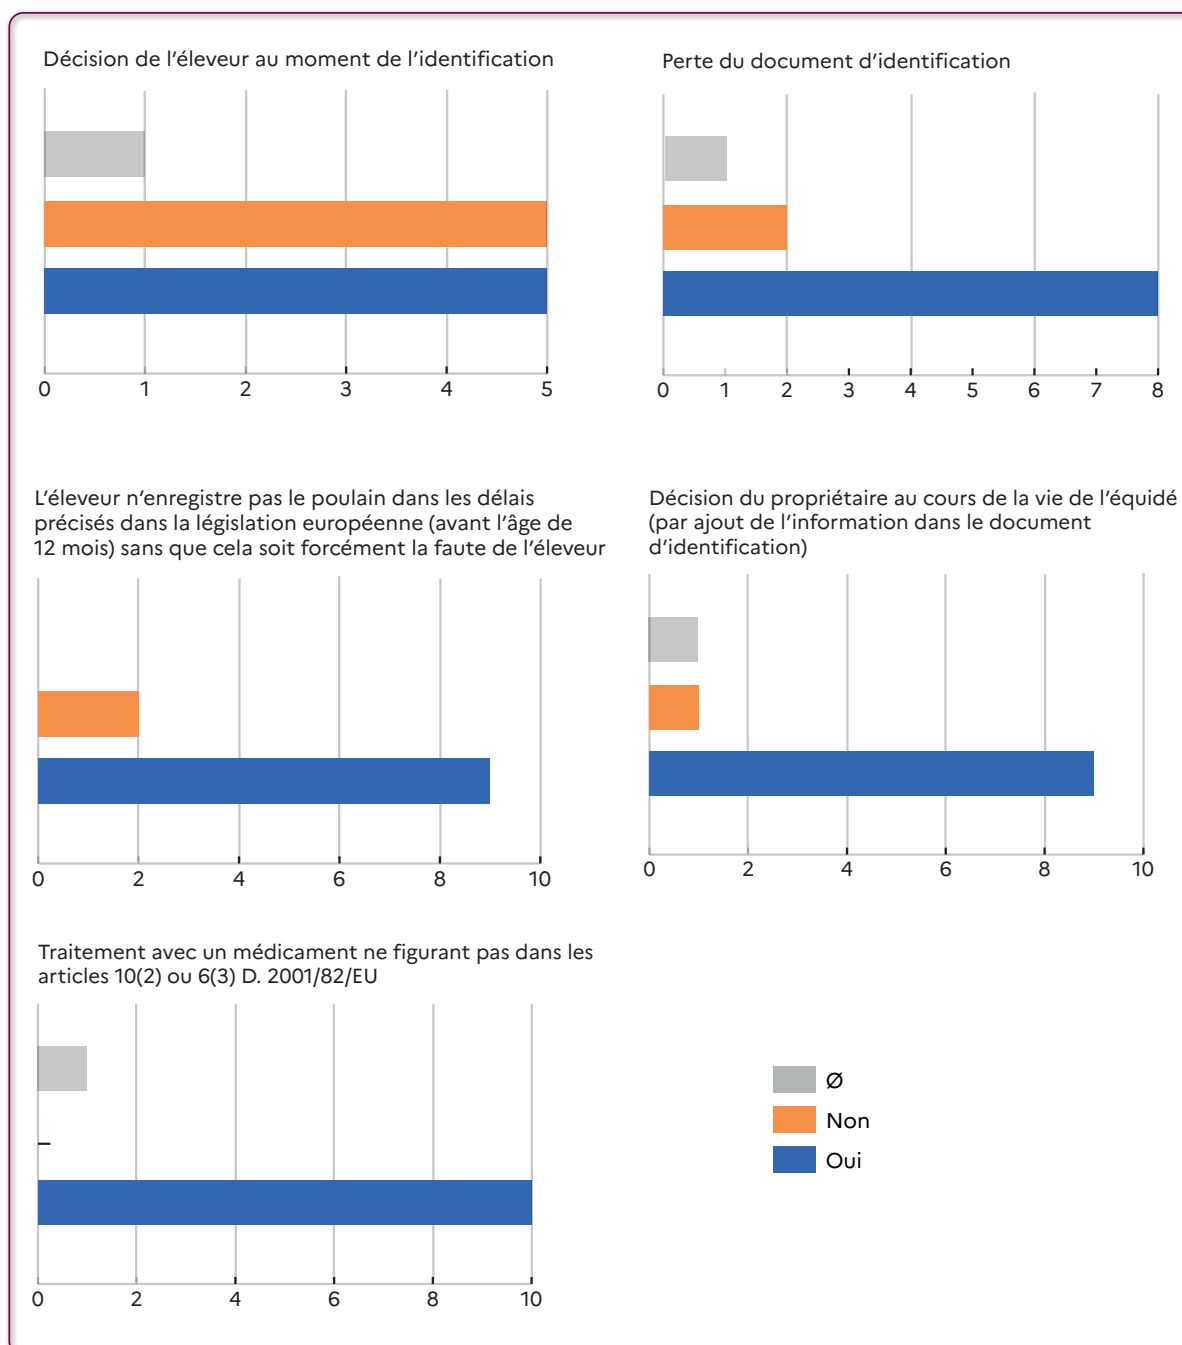 Décision de l'éleveur au moment de l'identification
0 1 2 3 4 5
Perte du document d'identification
0 1 2 3 4 5 6 7 8
L'éleveur n'enregistre pas le poulain dans les délais
précisés dans la législation européenne (avant l'âge de
12 mois) sans que cela soit forcément la faute de l'éleveur
0 2 4 6 8 10
Décision du propriétaire au cours de la vie de l'équidé
(par ajout de l'information dans le document
d'identification)
0 2 4 6 8 10
Traitement avec un médicament ne figurant pas dans les
articles 10(2) ou 6(3) D. 2001/82/EU
0 2 4 6 8 10
Ø
Non
Oui